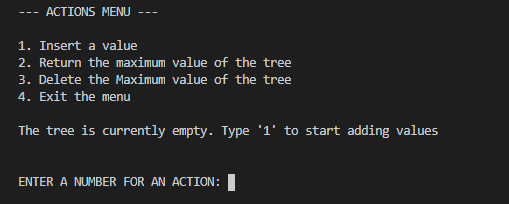 --- ACTIONS MENU ---
1. Insert a value
2. Return the maximum value of the tree
3. Delete the Maximum value of the tree
4. Exit the menu
The tree is currently empty. Type '1' to start adding values
ENTER A NUMBER FOR AN ACTION: